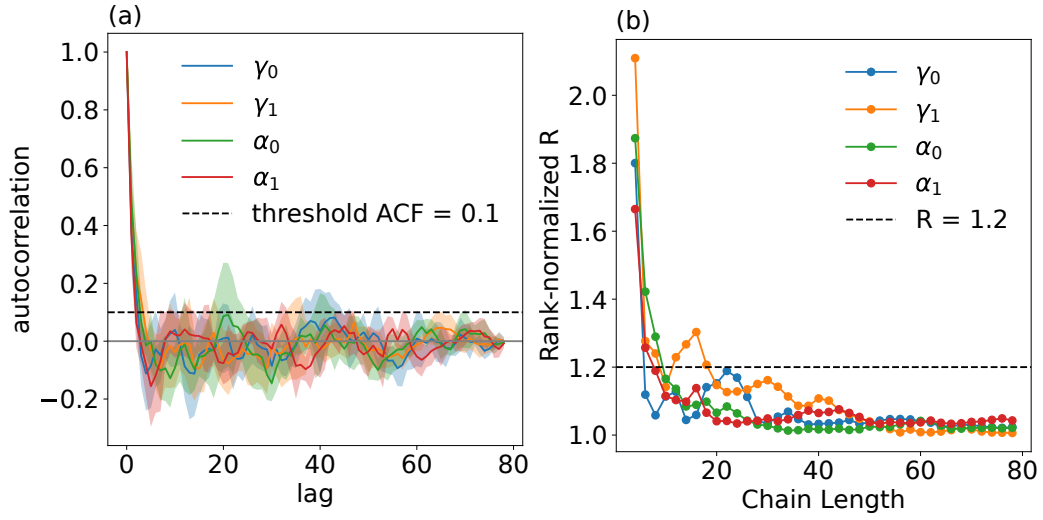 (a)
autocorrelation
1.0
0.8
0.6
0.4
0.2
0.0
−0.2
γ0
γ1
α0
α1
threshold ACF = 0.1
0
20
40
60
80
lag
(b)
Rank-normalized R
2.0
1.8
1.6
1.4
1.2
1.0
γ0
γ1
α0
α1
R = 1.2
20
40
60
80
Chain Length